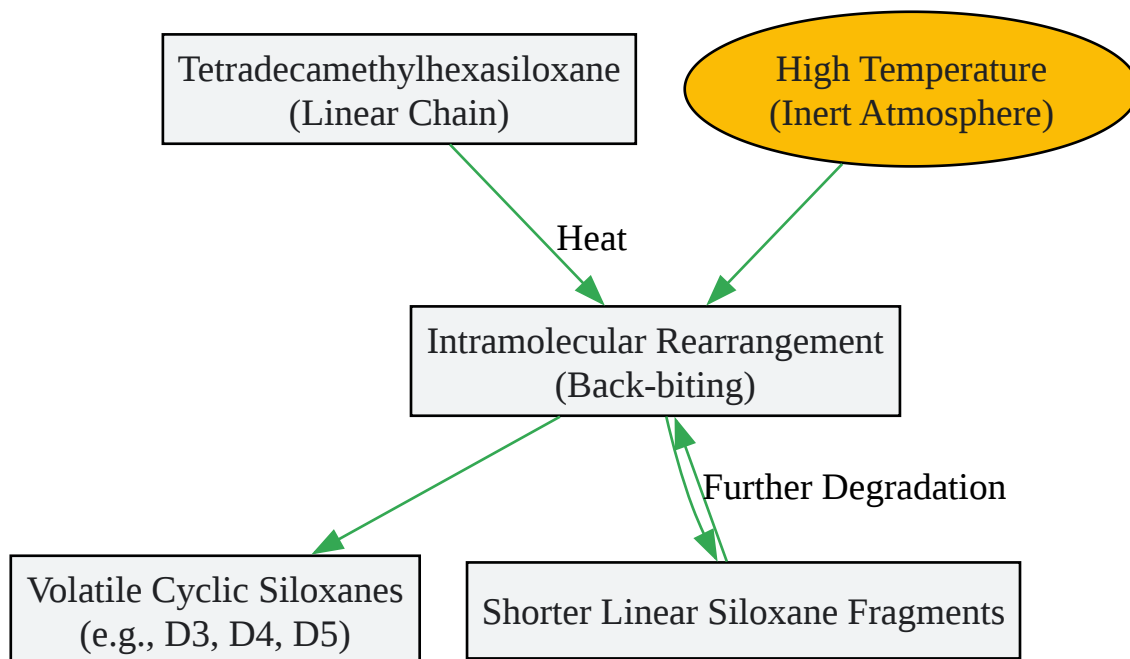 Tetradecamethylhexasiloxane
(Linear Chain)
High Temperature
(Inert Atmosphere)
Heat
Intramolecular Rearrangement
(Back-biting)
Further Degradation
Volatile Cyclic Siloxanes
(e.g., D3, D4, D5)
Shorter Linear Siloxane Fragments